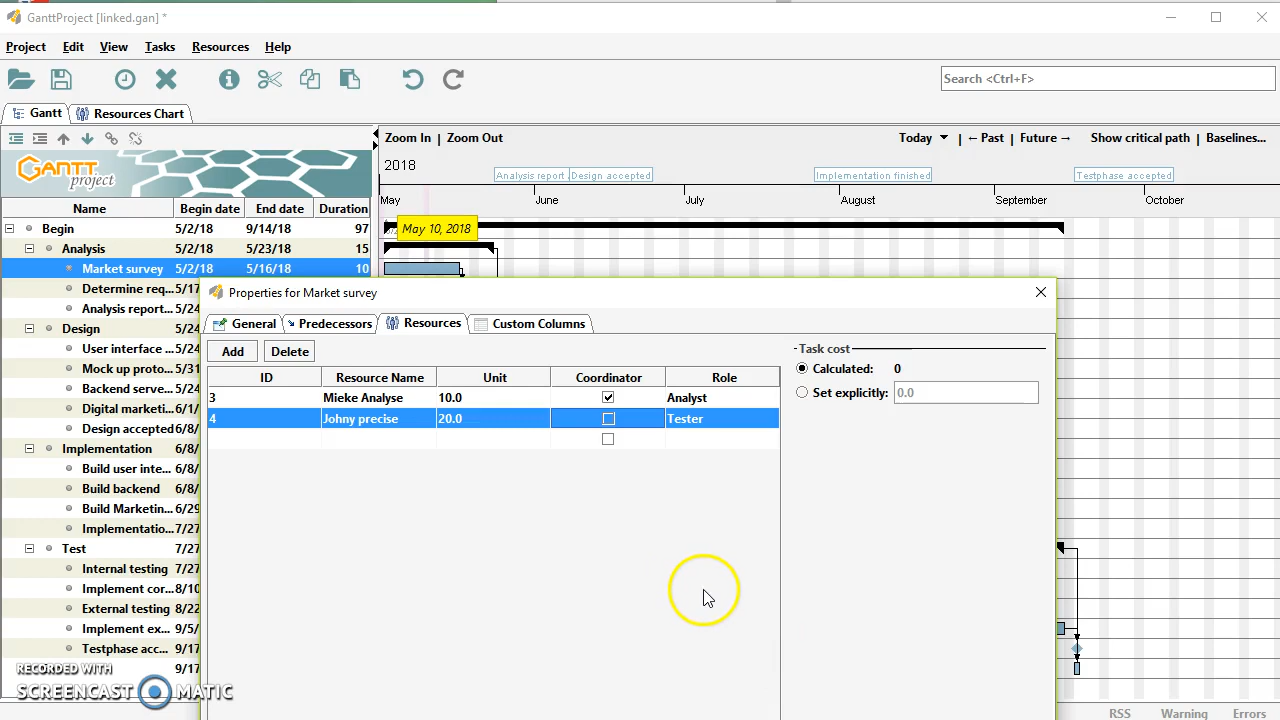 GanttProject [linked.gan] *
Project Edit View Tasks Resources Help
Search <Ctrl+F>
Gantt Resources Chart
Zoom In | Zoom Out Today | ← Past Future → | Show critical path | Baselines...
GANTT project
2018
Analysis report Design accepted Implementation finished Testphase accepted
May June July August September October
Name Begin date End date Duration
Begin 5/2/18 9/14/18 97
May 10, 2018
Analysis 5/2/18 5/23/18 15
Market survey 5/2/18 5/16/18 10
Determine req... 5/17
Analysis report... 5/24
Design 5/24
User interface ... 5/24
Mock up proto... 5/31
Backend serve... 5/24
Digital marketi... 6/1/
Design accepted 6/8/
Implementation 6/8/
Build user inte... 6/8/
Build backend 6/8/
Build Marketin... 6/29
Implementatio... 7/27
Test 7/27
Internal testing 7/27
Implement cor... 8/10
External testing 8/22
Implement ex... 9/5/
Testphase acc... 9/17
9/17
Properties for Market survey
General Predecessors Resources Custom Columns
Add Delete
ID Resource Name Unit Coordinator Role
3 Mieke Analyse 10.0 Analyst
4 Johny precise 20.0 Tester
Task cost
Calculated: 0
Set explicitly: 0.0
RECORDED WITH
SCREENCAST MATIC
RSS Warning Errors